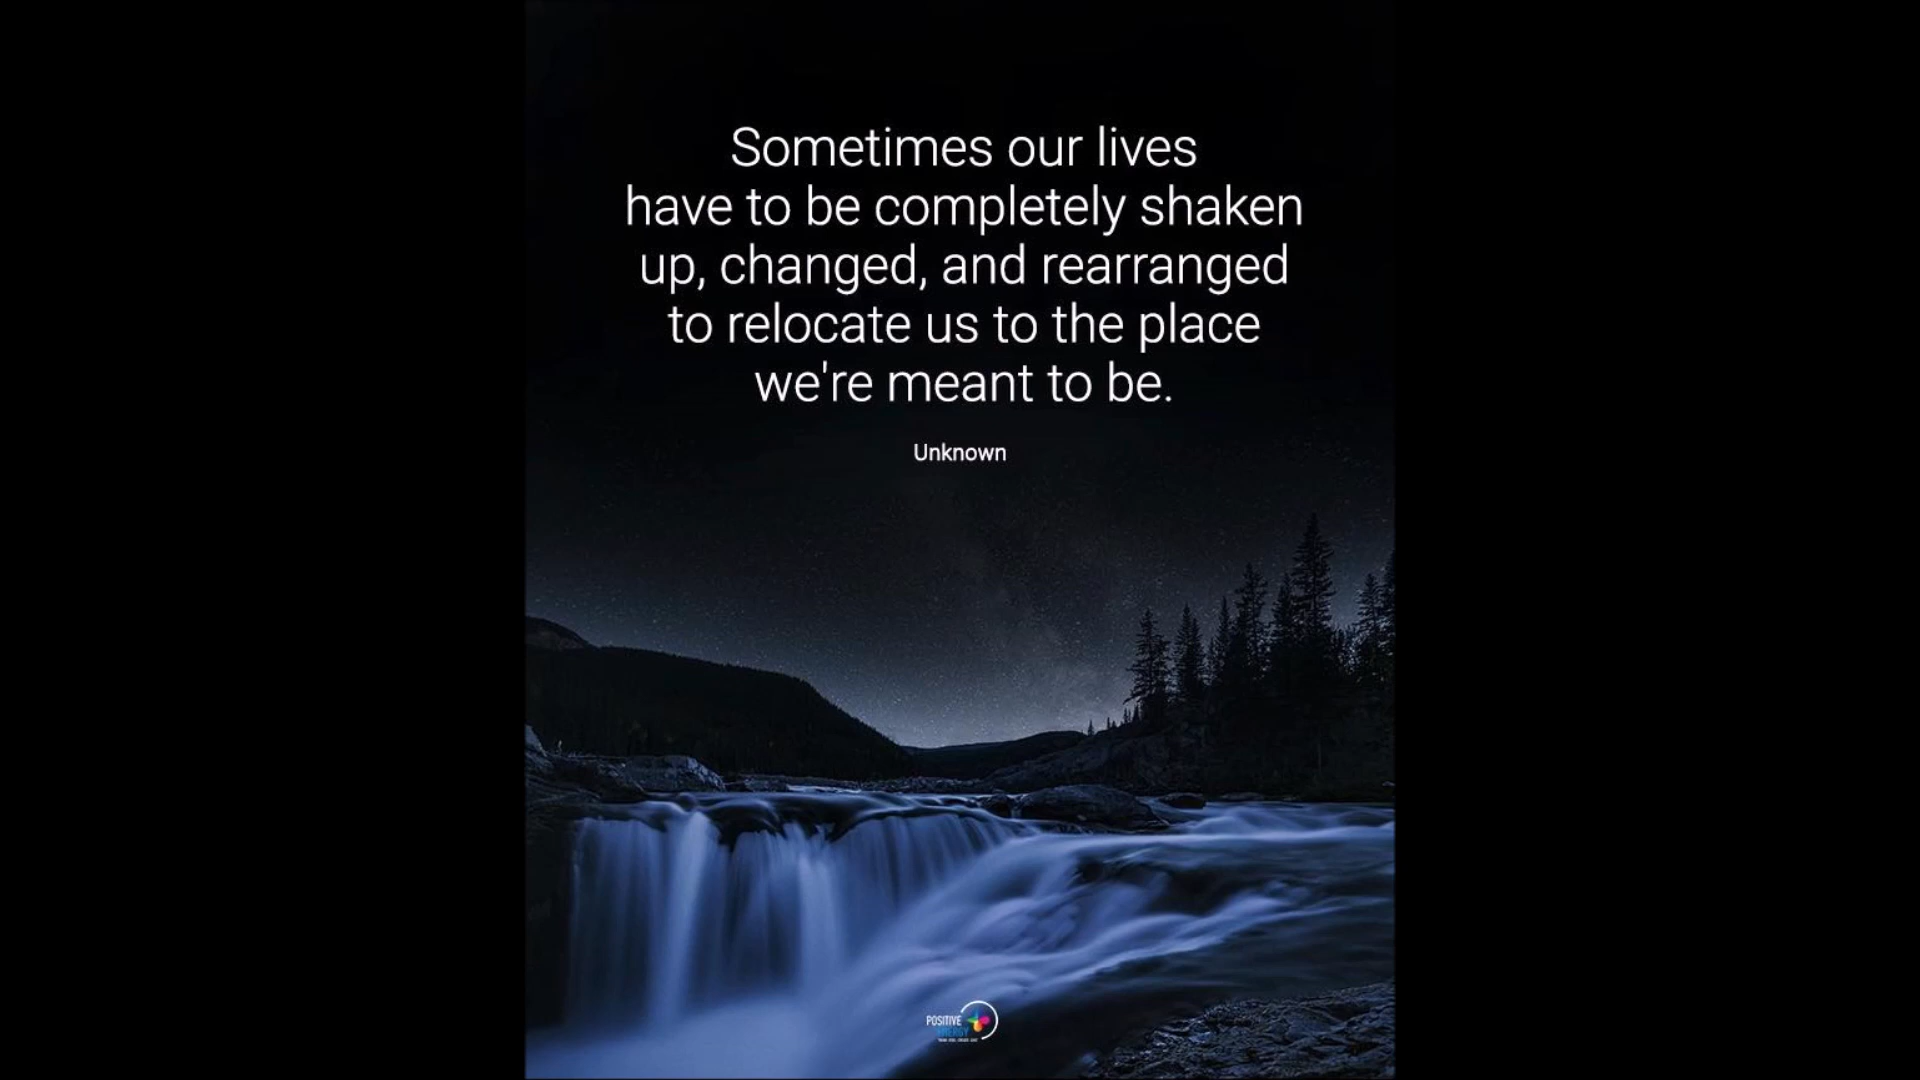 Sometimes our lives
have to be completely shaken
up, changed, and rearranged
to relocate us to the place
we're meant to be.
Unknown
POSITIVE
ENERGY